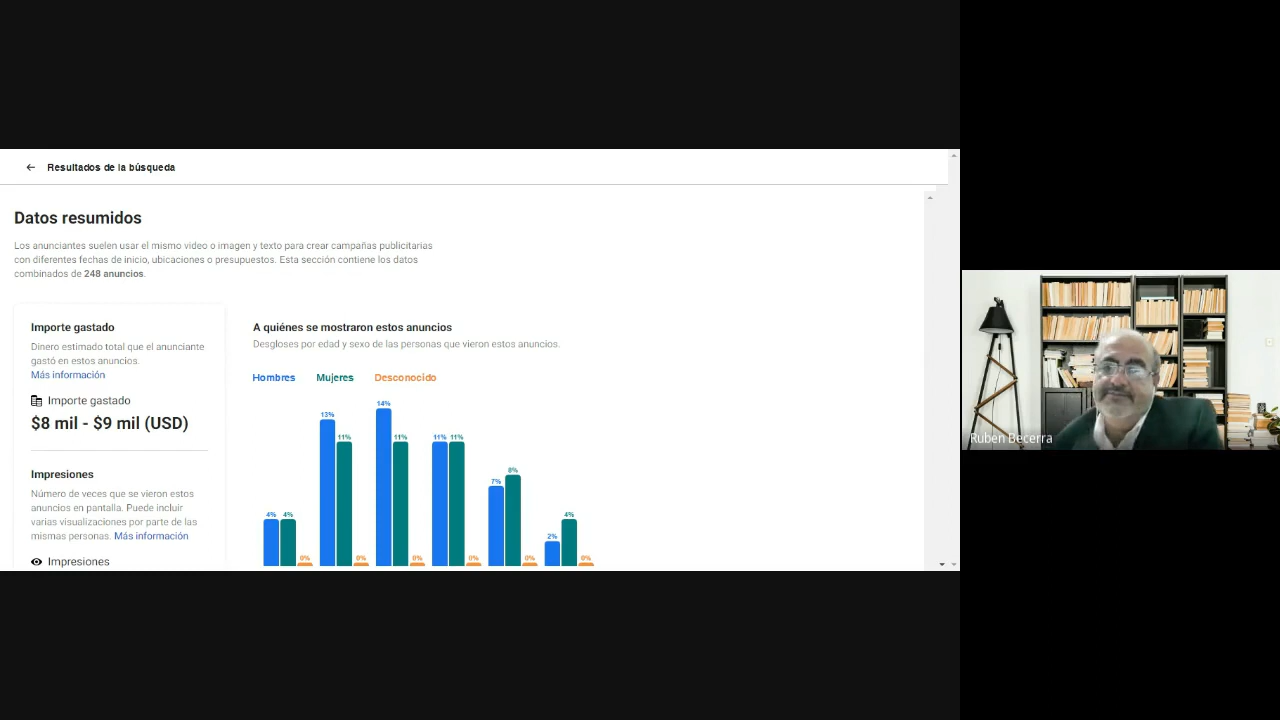 Resultados de la búsqueda
Datos resumidos
Los anunciantes suelen usar el mismo video o imagen y texto para crear campañas publicitarias
con diferentes fechas de inicio, ubicaciones o presupuestos. Esta sección contiene los datos
combinados de 248 anuncios.
Importe gastado
Dinero estimado total que el anunciante
gastó en estos anuncios.
Más información
Importe gastado
$8 mil - $9 mil (USD)
Impresiones
Número de veces que se vieron estos
anuncios en pantalla. Puede incluir
varias visualizaciones por parte de las
mismas personas. Más información
Impresiones
A quiénes se mostraron estos anuncios
Desgloses por edad y sexo de las personas que vieron estos anuncios.
Hombres Mujeres Desconocido
4% 4% 0%
13% 11% 0%
14% 11% 0%
11% 11% 0%
7% 8% 0%
2% 4% 0%
Ruben Becerra